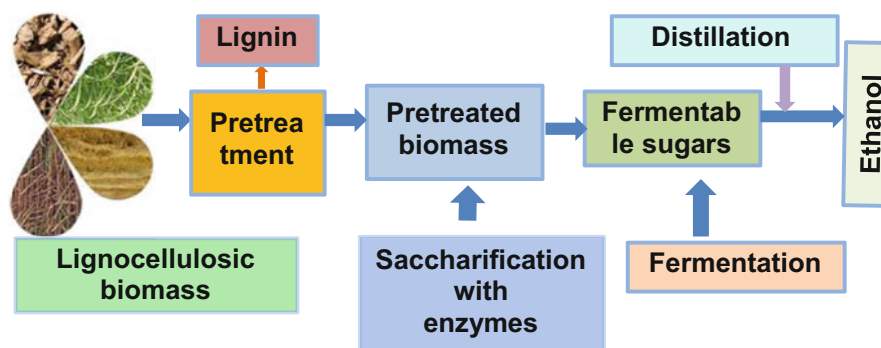 Lignin
Distillation
Pretrea
tment
Pretreated
biomass
Fermentab
le sugars
Ethanol
Lignocellulosic
biomass
Saccharification
with
enzymes
Fermentation